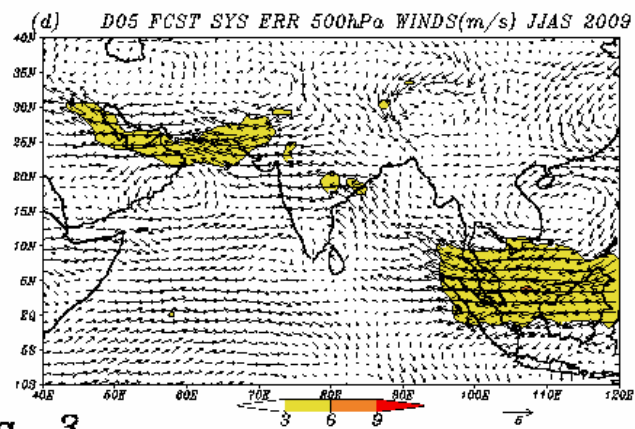 (d) D05 FCST SYS ERR 500hPa WINDS(m/s) JJAS 2009
40N
35N
30N
25N
20N
15N
10N
5N
EQ
5S
10S
40E 50E 60E 70E 80E 90E 100E 110E 120E
3 6 9
5
3